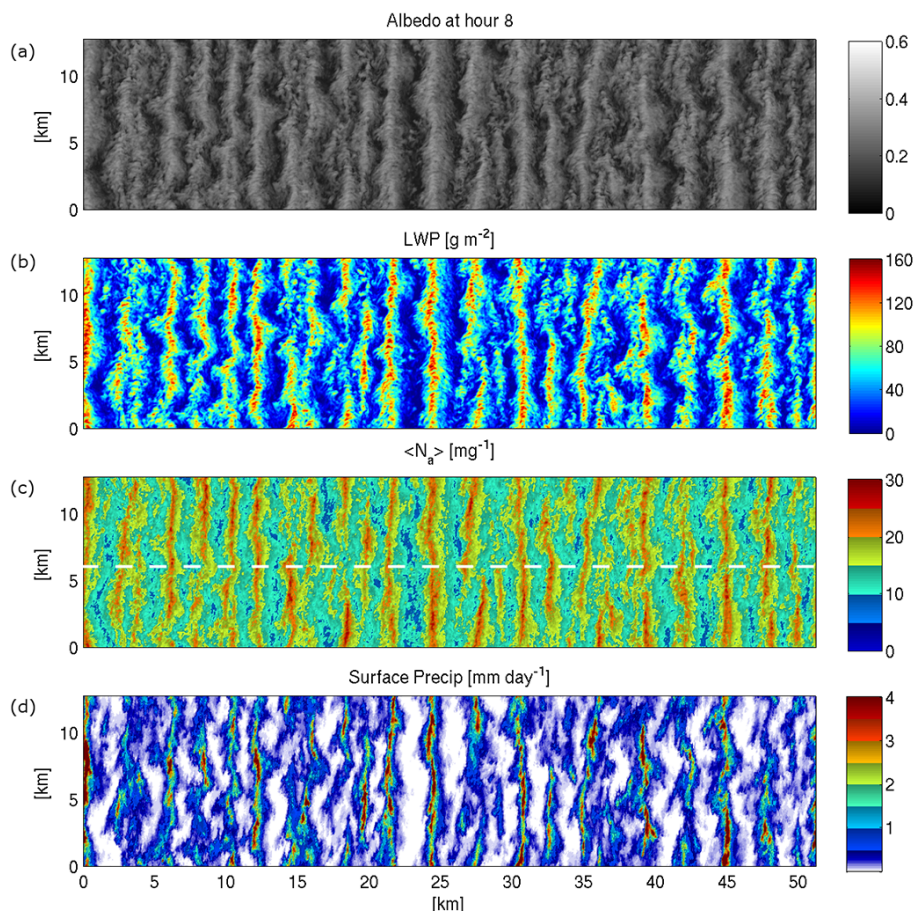 Albedo at hour 8
(a)
[km]
10
5
0
0.6
0.4
0.2
0
LWP [g m⁻²]
(b)
[km]
10
5
0
160
120
80
40
0
<Nₐ> [mg⁻¹]
(c)
[km]
10
5
0
30
20
10
0
Surface Precip [mm day⁻¹]
(d)
[km]
10
5
0
4
3
2
1
0 5 10 15 20 25 30 35 40 45 50
[km]